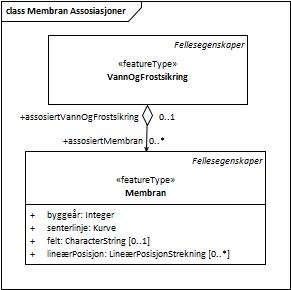 class Membran Assosiasjoner
Fellesegenskaper
«featureType»
VannOgFrostsikring
+assosiertVannOgFrostsikring 0..1
+assosiertMembran 0..*
Fellesegenskaper
«featureType»
Membran
+ byggeår: Integer
+ senterlinje: Kurve
+ felt: CharacterString [0..1]
+ lineærPosisjon: LineærPosisjonStrekning [0..*]